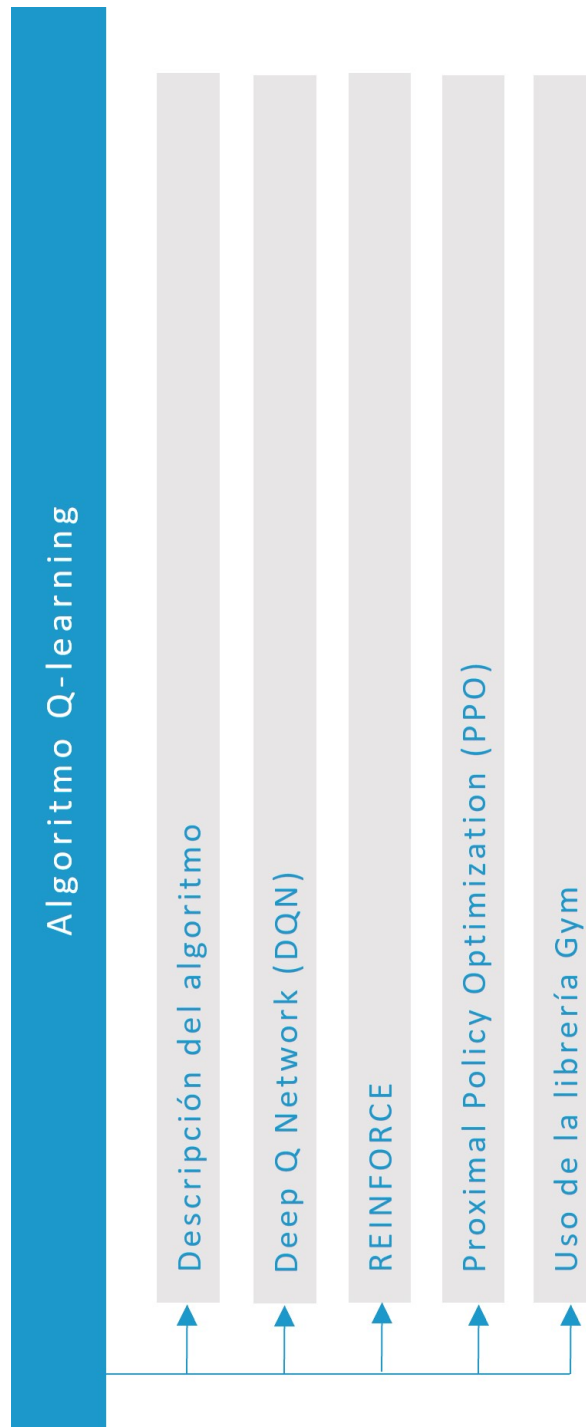 Algoritmo Q-learning
Descripción del algoritmo
Deep Q Network (DQN)
REINFORCE
Proximal Policy Optimization (PPO)
Uso de la librería Gym